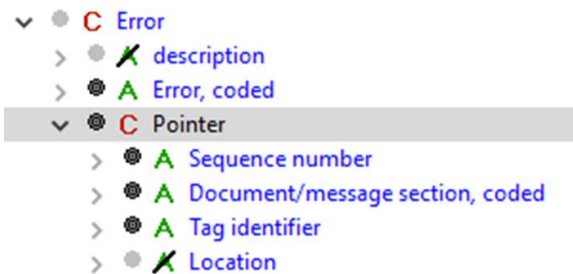 C Error
A description
A Error, coded
C Pointer
A Sequence number
A Document/message section, coded
A Tag identifier
A Location